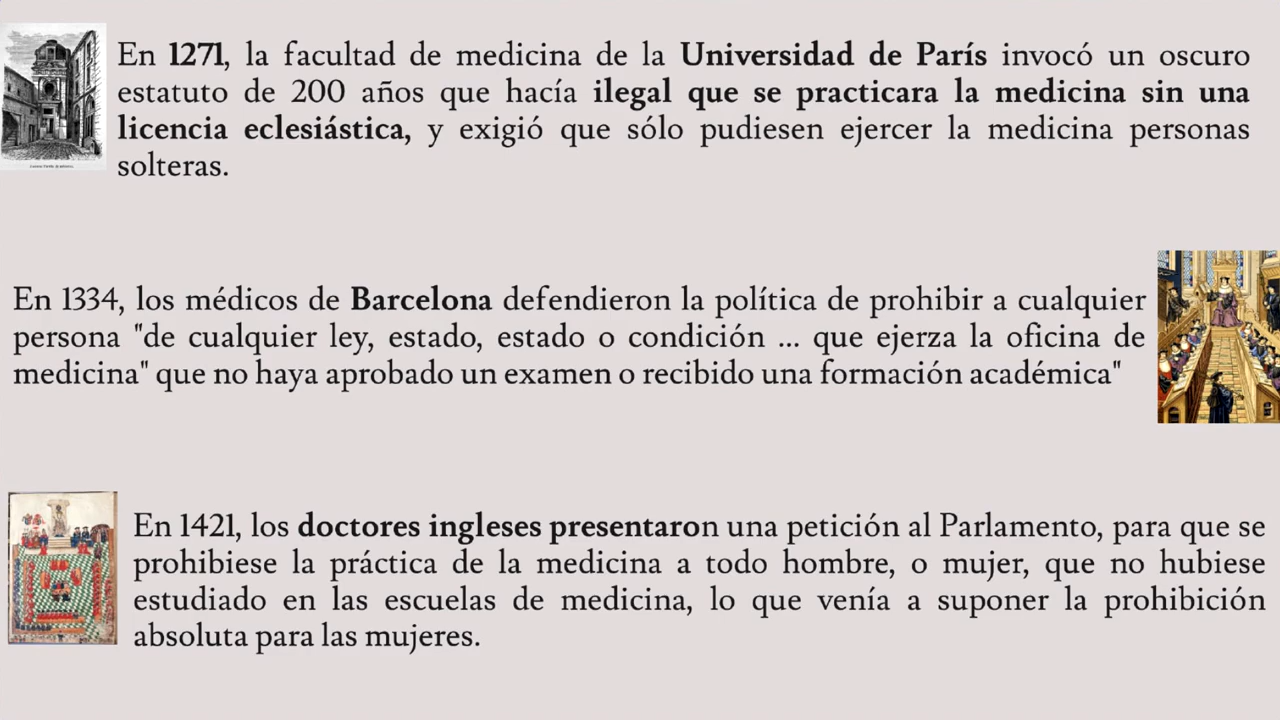 En 1271, la facultad de medicina de la Universidad de París invocó un oscuro
estatuto de 200 años que hacía ilegal que se practicara la medicina sin una
licencia eclesiástica, y exigió que sólo pudiesen ejercer la medicina personas
solteras.
En 1334, los médicos de Barcelona defendieron la política de prohibir a cualquier
persona "de cualquier ley, estado, estado o condición ... que ejerza la oficina de
medicina" que no haya aprobado un examen o recibido una formación académica"
En 1421, los doctores ingleses presentaron una petición al Parlamento, para que se
prohibiese la práctica de la medicina a todo hombre, o mujer, que no hubiese
estudiado en las escuelas de medicina, lo que venía a suponer la prohibición
absoluta para las mujeres.